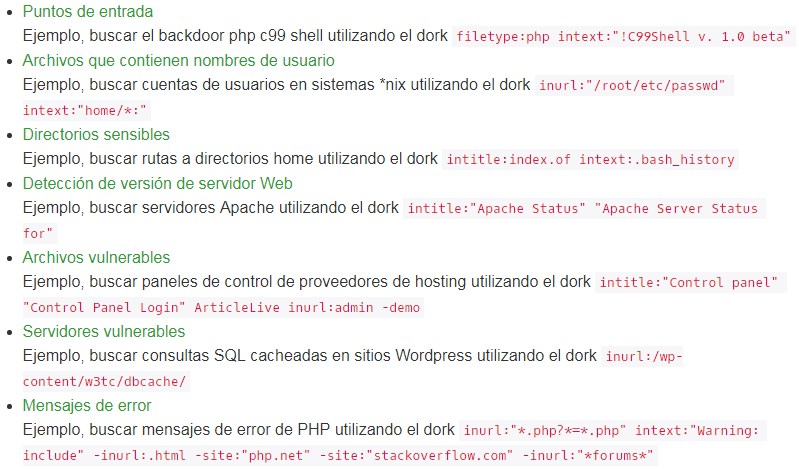 Puntos de entrada
Ejemplo, buscar el backdoor php c99 shell utilizando el dork filetype:php intext:"!C99Shell v. 1.0 beta"
Archivos que contienen nombres de usuario
Ejemplo, buscar cuentas de usuarios en sistemas *nix utilizando el dork inurl:"/root/etc/passwd"
intext:"home/*:"
Directorios sensibles
Ejemplo, buscar rutas a directorios home utilizando el dork intitle:index.of intext:.bash_history
Detección de versión de servidor Web
Ejemplo, buscar servidores Apache utilizando el dork intitle:"Apache Status" "Apache Server Status
for"
Archivos vulnerables
Ejemplo, buscar paneles de control de proveedores de hosting utilizando el dork intitle:"Control panel"
"Control Panel Login" ArticleLive inurl:admin -demo
Servidores vulnerables
Ejemplo, buscar consultas SQL cacheadas en sitios Wordpress utilizando el dork inurl:/wp-
content/w3tc/dbcache/
Mensajes de error
Ejemplo, buscar mensajes de error de PHP utilizando el dork inurl:"*.php?*=*.php" intext:"Warning:
include" -inurl:.html -site:"php.net" -site:"stackoverflow.com" -inurl:"*forums*"